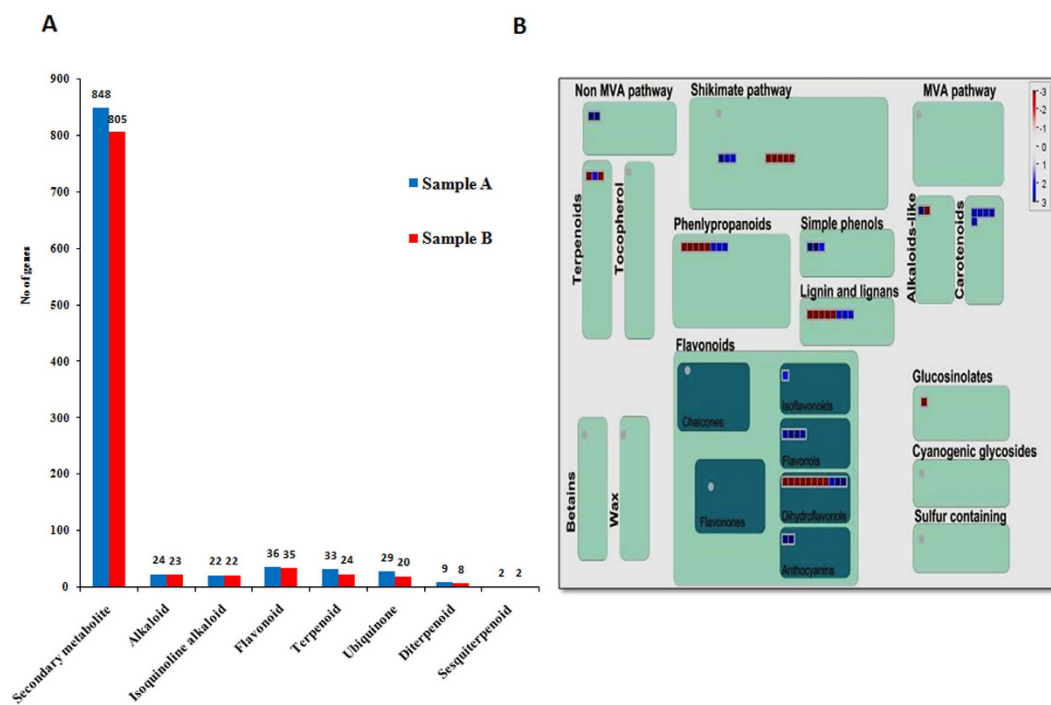 A
B
No of genes
900
800
700
600
500
400
300
200
100
0
848
805
24 23
22 22
36 35
33
24
29
20
9 8
2 2
Sample A
Sample B
Secondary metabolite
Alkaloid
Isoquinoline alkaloid
Flavonoid
Terpenoid
Ubiquinone
Diterpenoid
Sesquiterpenoid
Non MVA pathway
Shikimate pathway
MVA pathway
-3
-2
-1
0
1
2
3
Terpenoids
Tocopherol
Phenlypropanoids
Simple phenols
Lignin and lignans
Alkaloids-like
Carotenoids
Flavonoids
Chalcones
Isoflavonoids
Flavonols
Flavonones
Dihydroflavonols
Anthocyanins
Betains
Wax
Glucosinolates
Cyanogenic glycosides
Sulfur containing